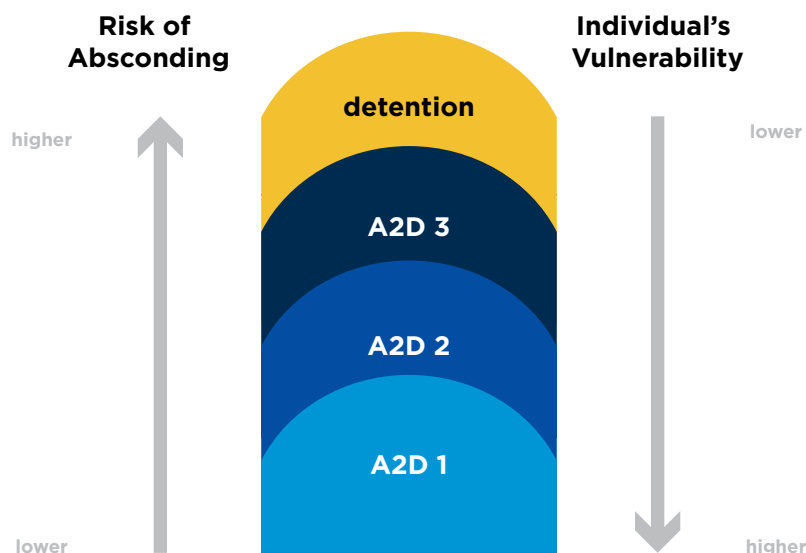 Risk of
Absconding
Individual's
Vulnerability
higher
lower
detention
A2D 3
A2D 2
A2D 1
lower
higher